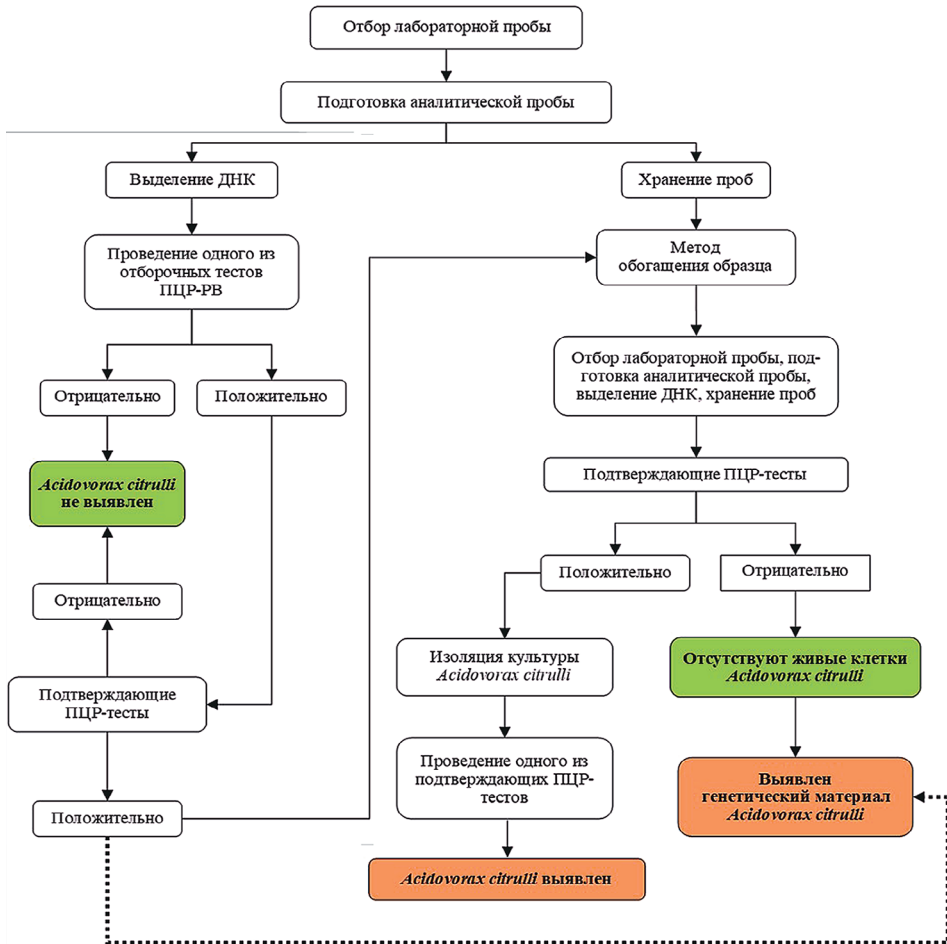 Отбор лабораторной пробы
Подготовка аналитической пробы
Выделение ДНК
Хранение проб
Проведение одного из
отборочных тестов
ПЦР-РВ
Метод
обогащения образца
Отбор лабораторной пробы, под-
готовка аналитической пробы,
выделение ДНК, хранение проб
Отрицательно
Положительно
Acidovorax citrulli
не выявлен
Подтверждающие ПЦР-тесты
Положительно
Отрицательно
Отрицательно
Изоляция культуры
Acidovorax citrulli
Отсутствуют живые клетки
Acidovorax citrulli
Подтверждающие
ПЦР-тесты
Проведение одного из
подтверждающих ПЦР-
тестов
Выявлен
генетический материал
Acidovorax citrulli
Положительно
Acidovorax citrulli выявлен